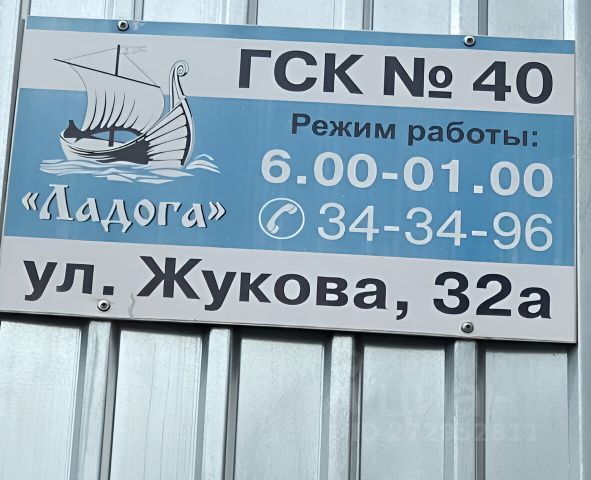 ГСК № 40
Режим работы:
6.00-01.00
34-34-96
«Ладога»
ул. Жукова, 32а